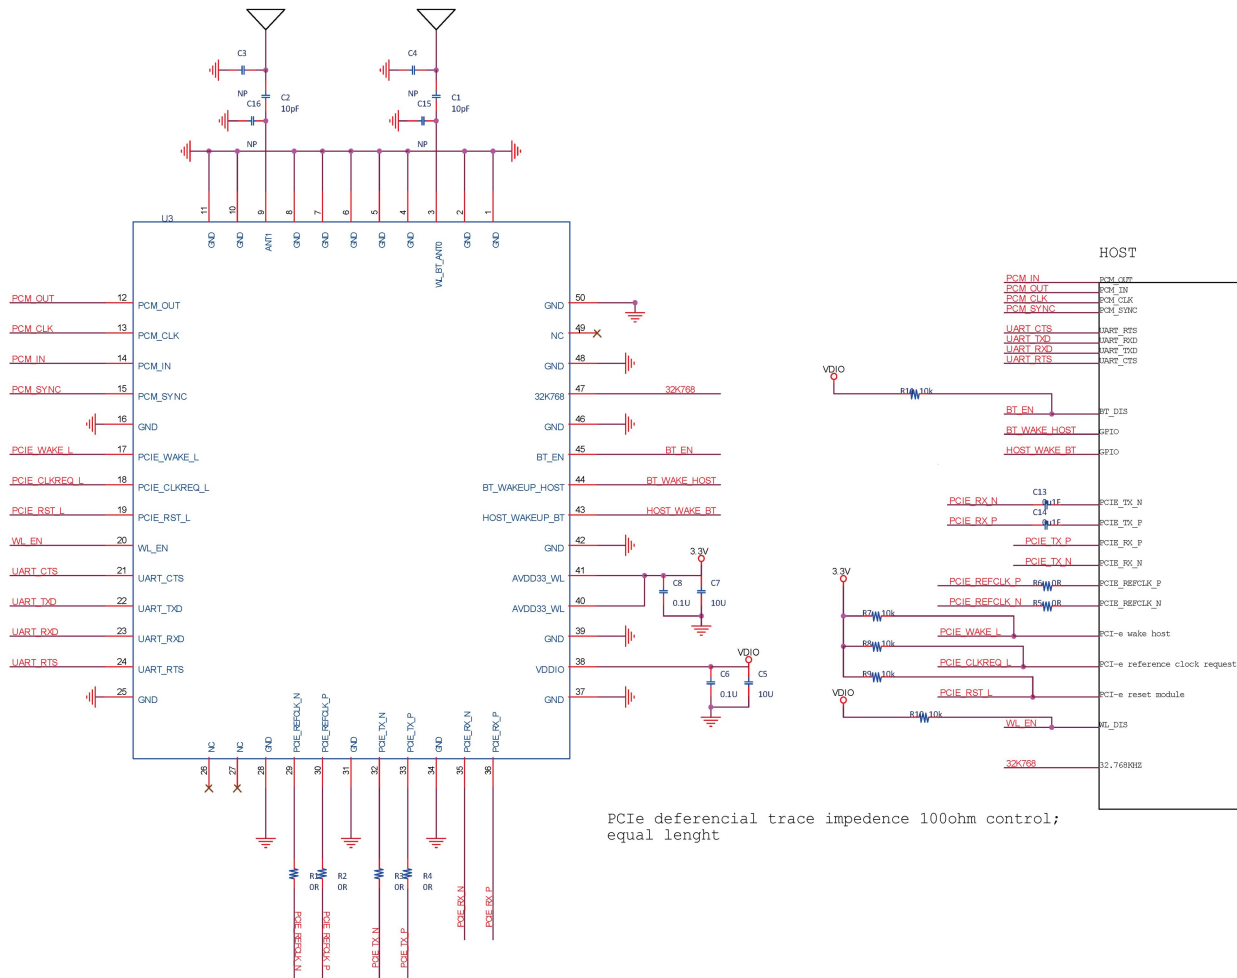 C3
C4
NP
C2
10pF
C16
NP
C1
10pF
C15
NP
NP
U3
11
10
9
8
7
6
5
4
3
2
1
GND
GND
ANT1
GND
GND
GND
GND
GND
WL_BT_ANT0
GND
GND
PCM_OUT 12 PCM_OUT
PCM_CLK 13 PCM_CLK
PCM_IN 14 PCM_IN
PCM_SYNC 15 PCM_SYNC
16 GND
PCIE_WAKE_L 17 PCIE_WAKE_L
PCIE_CLKREQ_L 18 PCIE_CLKREQ_L
PCIE_RST_L 19 PCIE_RST_L
WL_EN 20 WL_EN
UART_CTS 21 UART_CTS
UART_TXD 22 UART_TXD
UART_RXD 23 UART_RXD
UART_RTS 24 UART_RTS
25 GND
GND 50
NC 49
GND 48
32K768 47 32K768
GND 46
BT_EN 45 BT_EN
BT_WAKEUP_HOST 44 BT_WAKE_HOST
HOST_WAKEUP_BT 43 HOST_WAKE_BT
GND 42
AVDD33_WL 41
3.3V
C8
0.1U
C7
10U
AVDD33_WL 40
GND 39
VDDIO 38
VDIO
C6
0.1U
C5
10U
GND 37
NC
NC
GND
PCIE_REFCLK_N
PCIE_REFCLK_P
GND
PCIE_TX_N
PCIE_TX_P
GND
PCIE_RX_N
PCIE_RX_P
26
27
28
29
30
31
32
33
34
35
36
R1
0R
R2
0R
R3
0R
R4
0R
PCIE_REFCLK_N
PCIE_REFCLK_P
PCIE_TX_N
PCIE_TX_P
PCIE_RX_N
PCIE_RX_P
HOST
PCM_IN PCM_OUT
PCM_OUT PCM_IN
PCM_CLK PCM_CLK
PCM_SYNC PCM_SYNC
UART_CTS UART_RTS
UART_TXD UART_RXD
UART_RXD UART_TXD
UART_RTS UART_CTS
VDIO
R10 10k
BT_EN BT_DIS
BT_WAKE_HOST GPIO
HOST_WAKE_BT GPIO
PCIE_RX_N C13 0u1F PCIE_TX_N
PCIE_RX_P C14 0u1F PCIE_TX_P
PCIE_TX_P PCIE_RX_P
PCIE_TX_N PCIE_RX_N
3.3V
PCIE_REFCLK_P R6 0R PCIE_REFCLK_P
PCIE_REFCLK_N R5 0R PCIE_REFCLK_N
R7 10k
PCIE_WAKE_L PCI-e wake host
R8 10k
PCIE_CLKREQ_L PCI-e reference clock request
R9 10k
PCIE_RST_L PCI-e reset module
VDIO
R10 10k
WL_EN WL_DIS
32K768 32.768KHZ
PCIe deferencial trace impedence 100ohm control;
equal lenght